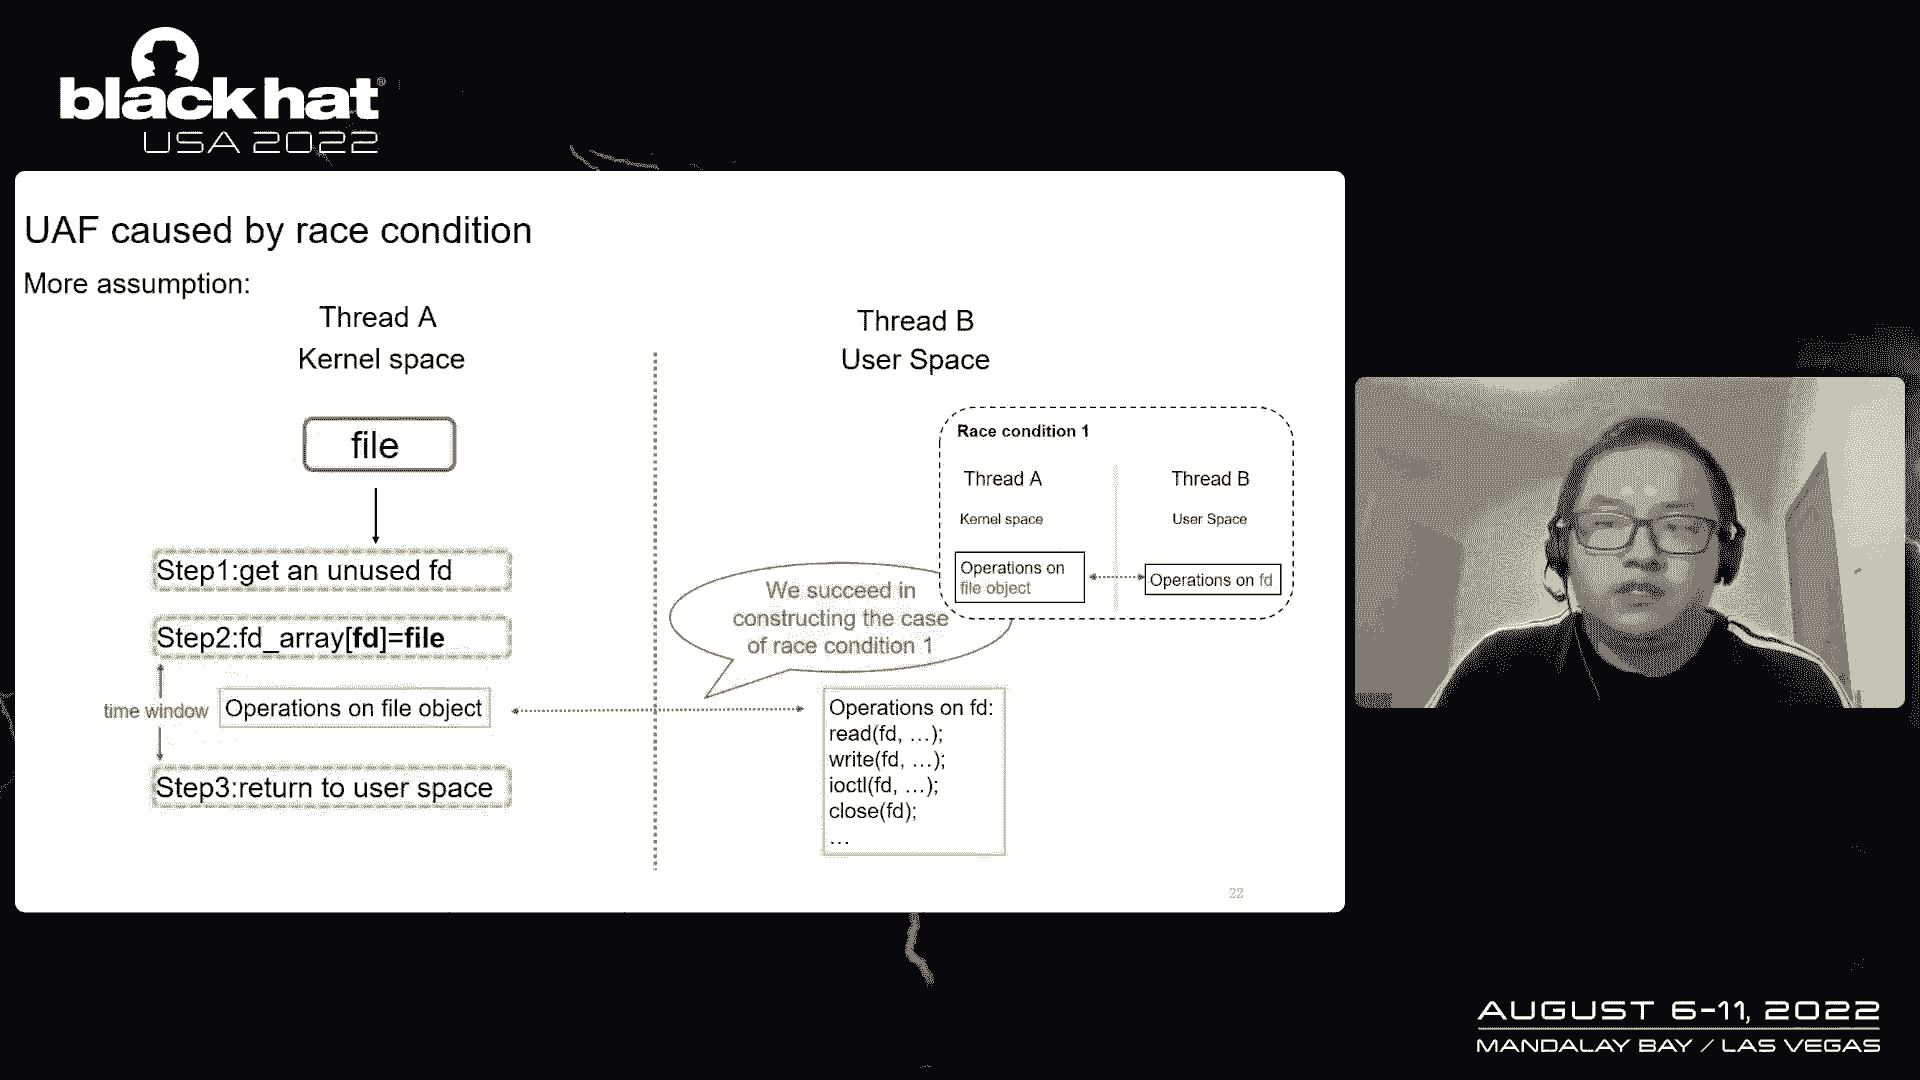 black hat®
USA 2022
UAF caused by race condition
More assumption:
Thread A
Kernel space
file
Step1:get an unused fd
Step2:fd_array[fd]=file
time window
Operations on file object
Step3:return to user space
Thread B
User Space
Race condition 1
Thread A
Kernel space
Operations on
file object
Thread B
User Space
Operations on fd
We succeed in
constructing the case
of race condition 1
Operations on fd:
read(fd, …);
write(fd, …);
ioctl(fd, …);
close(fd);
…
22
AUGUST 6-11, 2022
MANDALAY BAY / LAS VEGAS